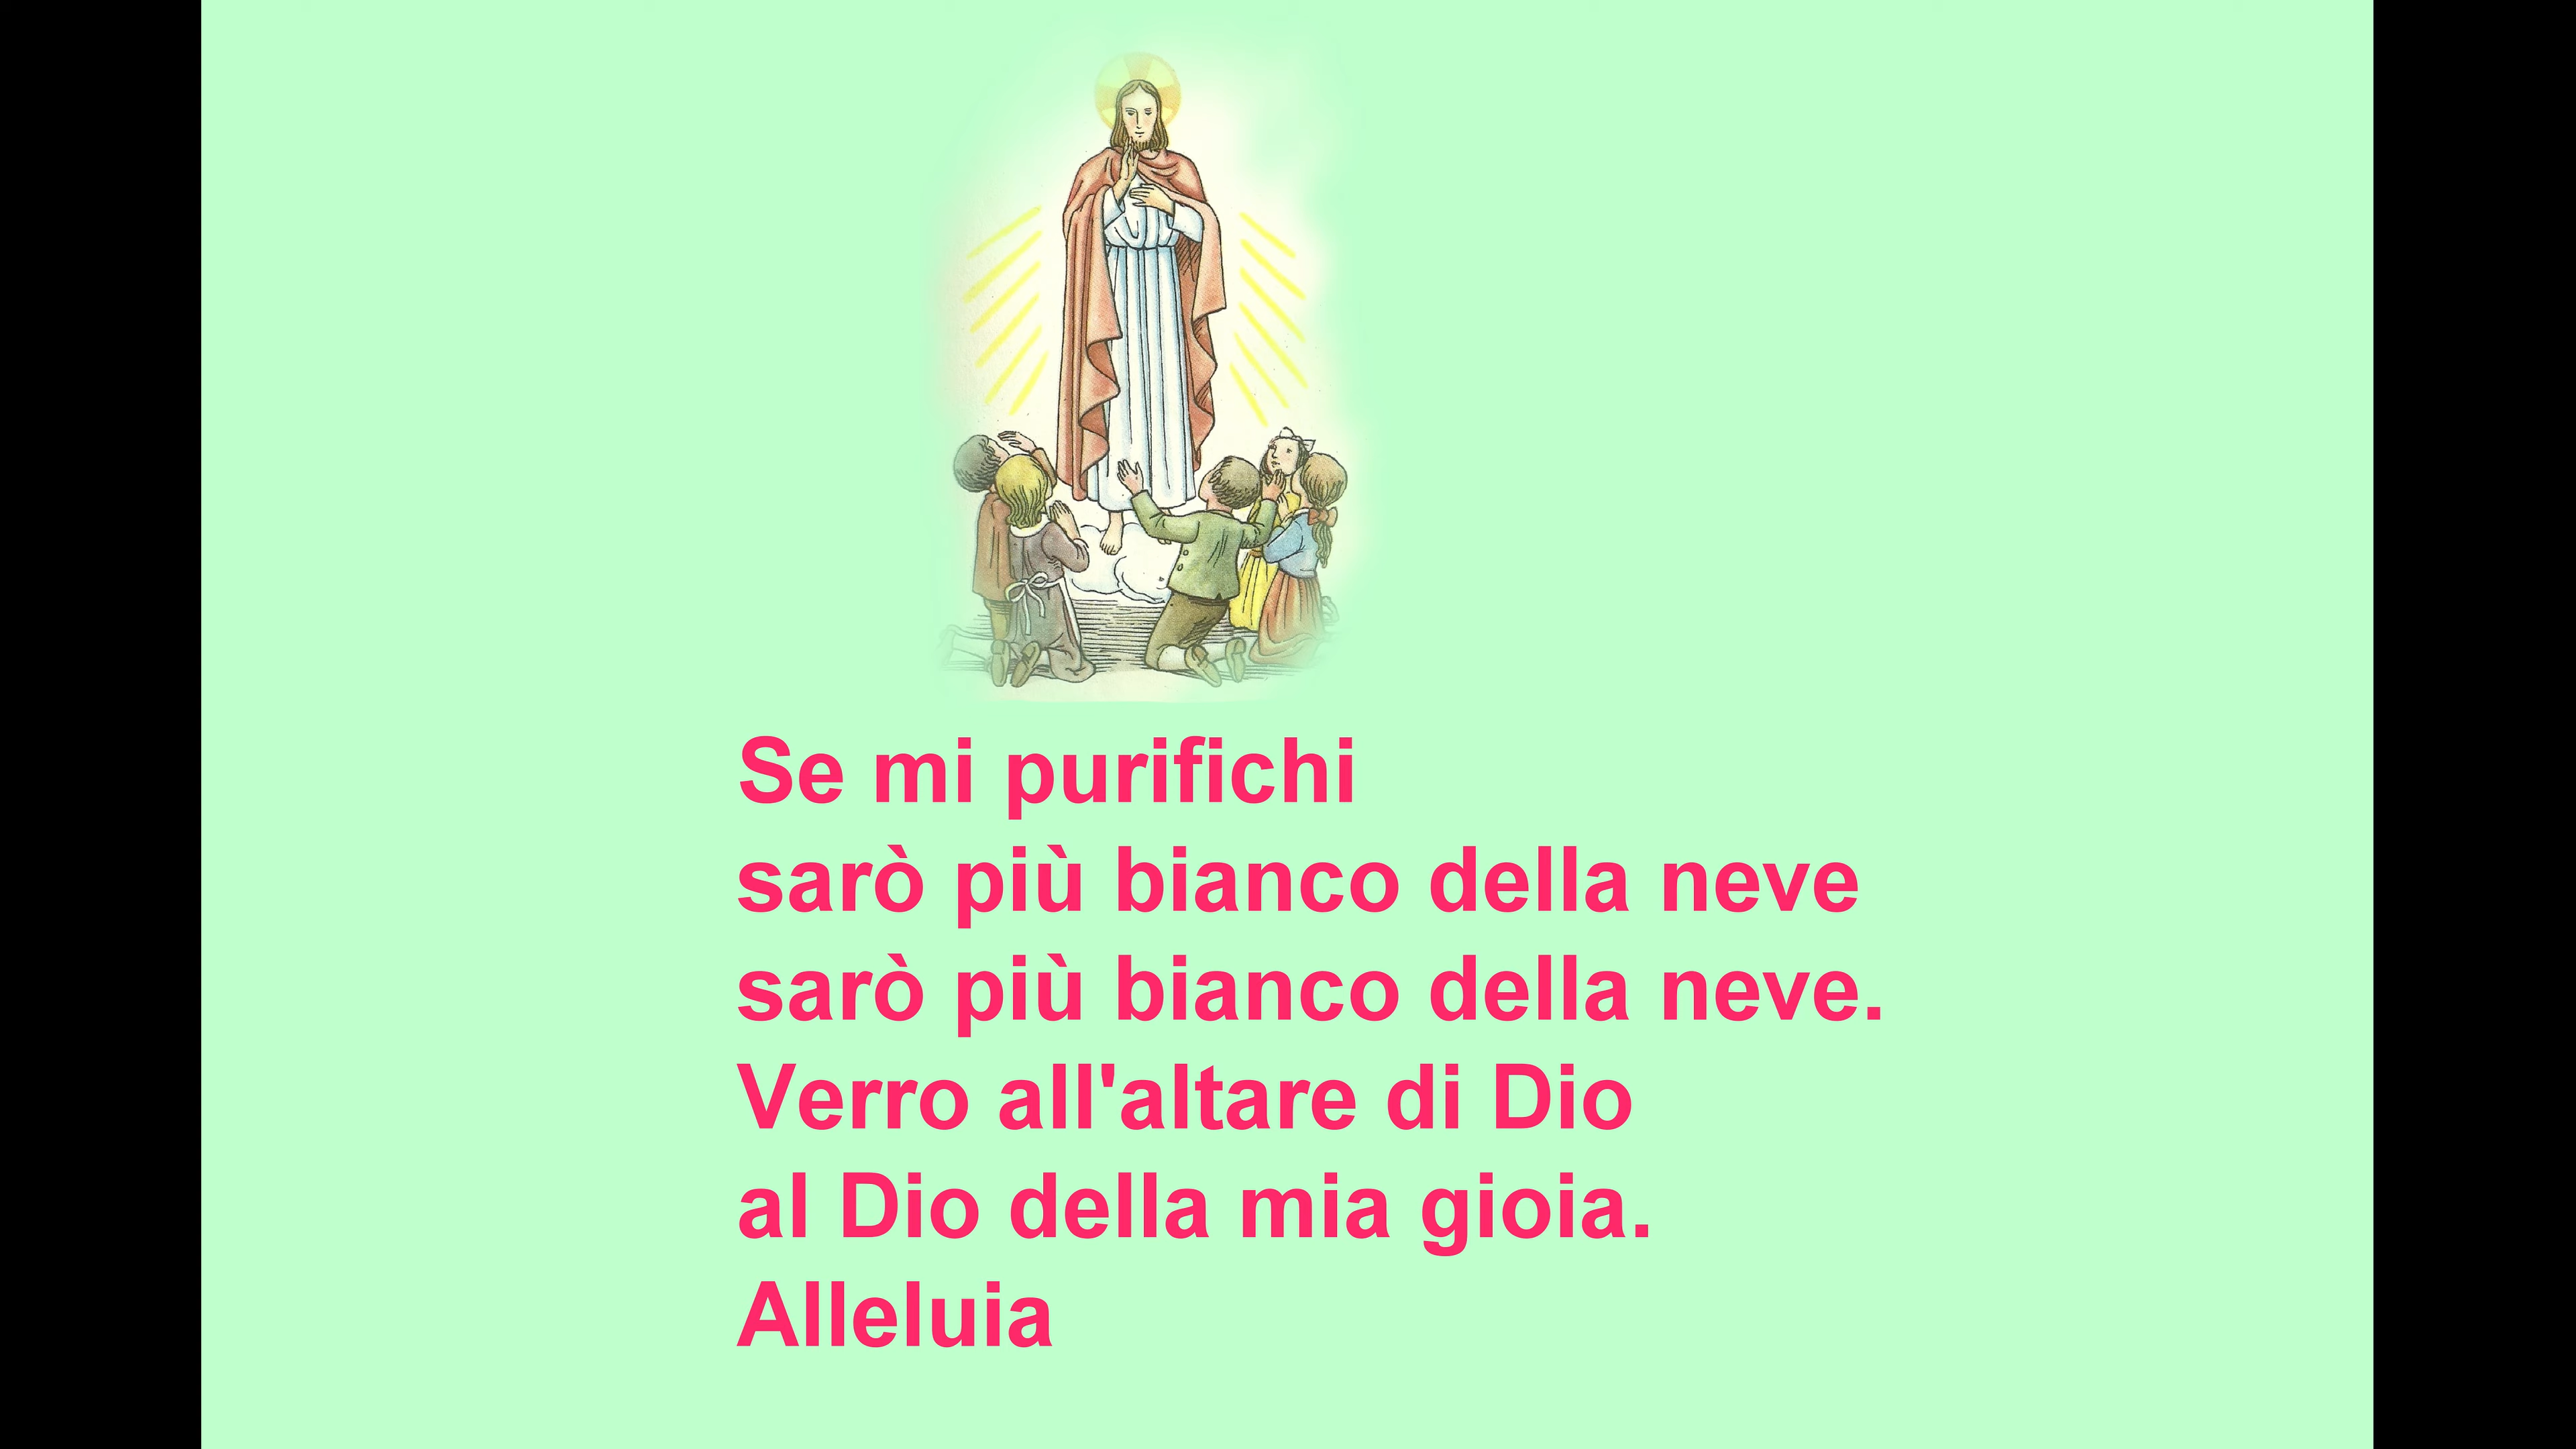 Se mi purifichi
sarò più bianco della neve
sarò più bianco della neve.
Verro all'altare di Dio
al Dio della mia gioia.
Alleluia